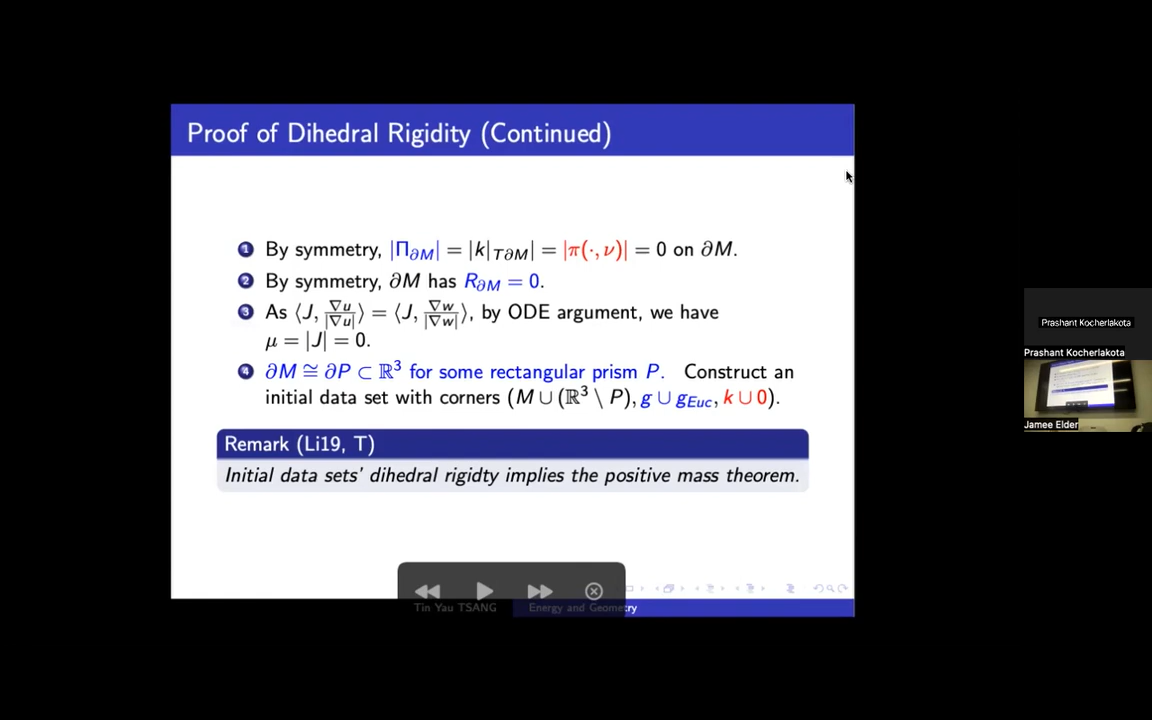 Proof of Dihedral Rigidity (Continued)
1 By symmetry, |Π∂M| = |k|T∂M| = |π(·, ν)| = 0 on ∂M.
2 By symmetry, ∂M has R∂M = 0.
3 As ⟨J, ∇u/|∇u|⟩ = ⟨J, ∇w/|∇w|⟩, by ODE argument, we have
μ = |J| = 0.
4 ∂M ≅ ∂P ⊂ ℝ³ for some rectangular prism P. Construct an
initial data set with corners (M ∪ (ℝ³ \ P), g ∪ gEuc, k ∪ 0).
Remark (Li19, T)
Initial data sets' dihedral rigidty implies the positive mass theorem.
Tin Yau TSANG Energy and Geometry
Prashant Kocherlakota
Prashant Kocherlakota
Jamee Elder